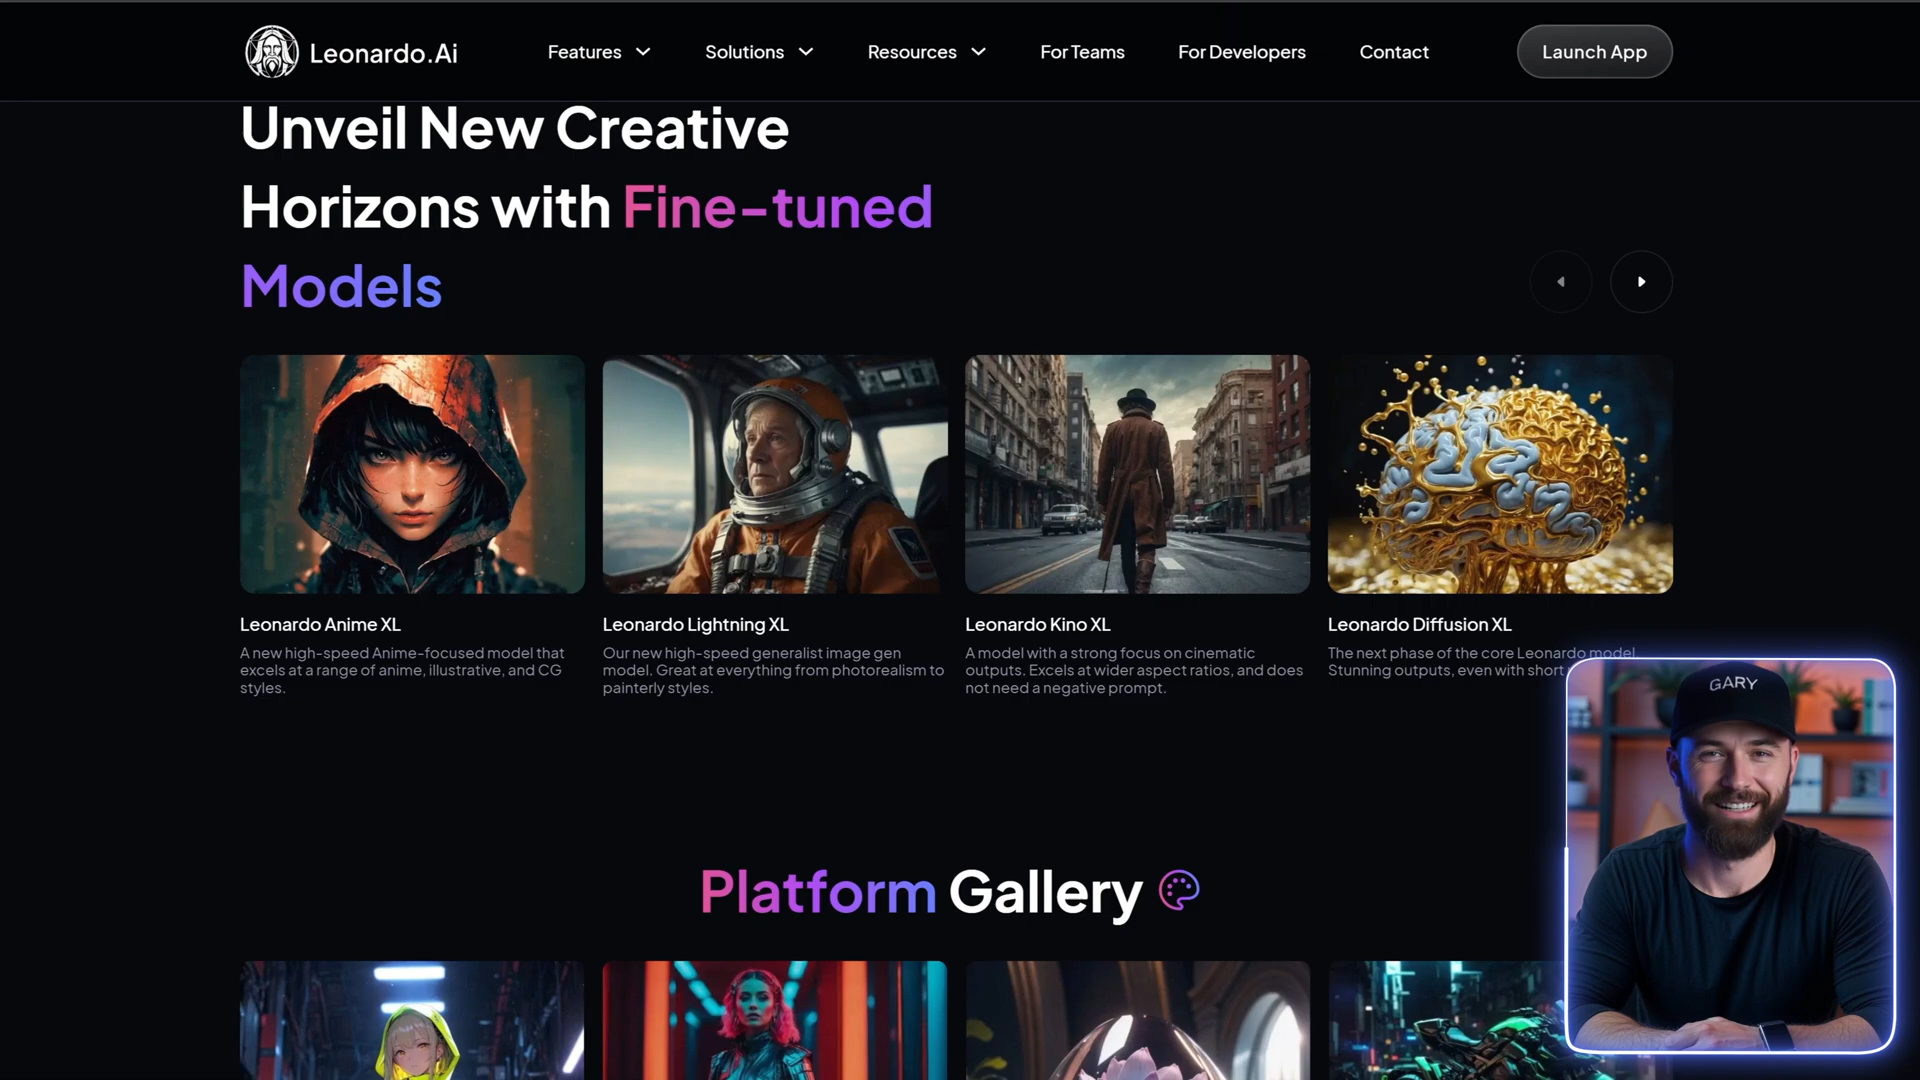 Leonardo.Ai
Features
Solutions
Resources
For Teams
For Developers
Contact
Launch App
Unveil New Creative
Horizons with Fine-tuned
Models
Leonardo Anime XL
A new high-speed Anime-focused model that
excels at a range of anime, illustrative, and CG
styles.
Leonardo Lightning XL
Our new high-speed generalist image gen
model. Great at everything from photorealism to
painterly styles.
Leonardo Kino XL
A model with a strong focus on cinematic
outputs. Excels at wider aspect ratios, and does
not need a negative prompt.
Leonardo Diffusion XL
The next phase of the core Leonardo model.
Stunning outputs, even with short
GARY
Platform Gallery